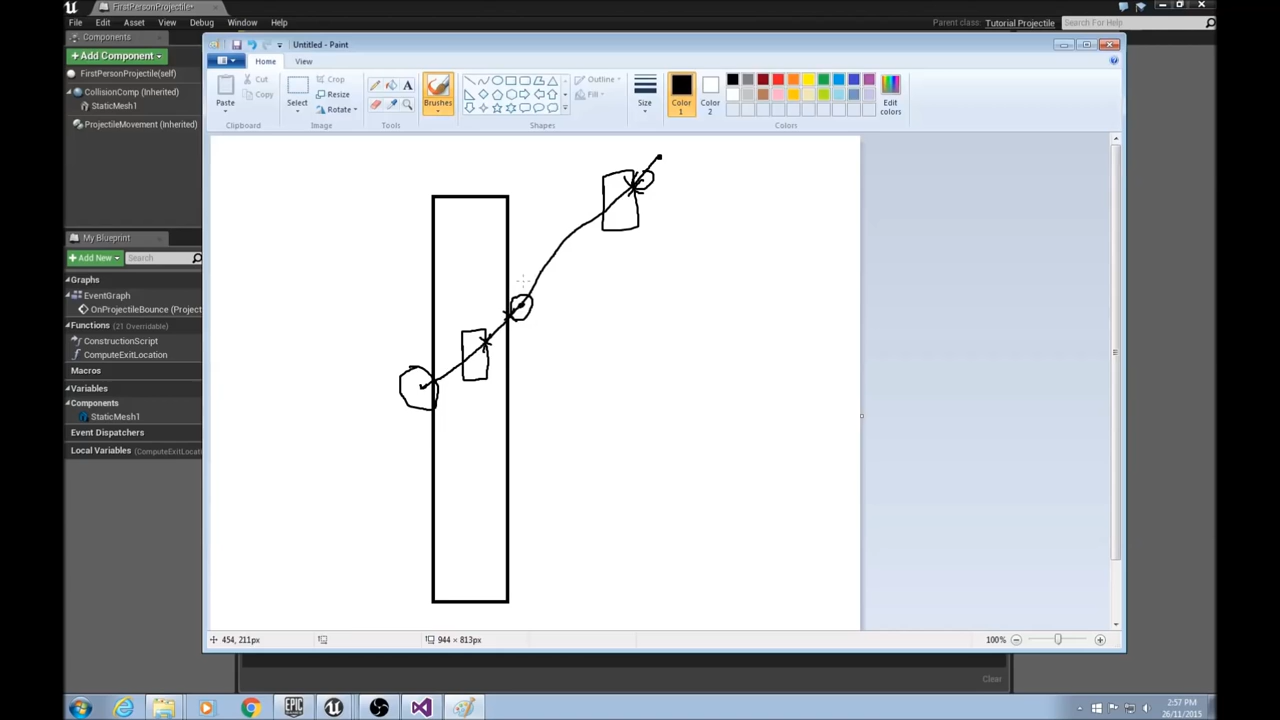 FirstPersonProjectile*
File Edit Asset View Debug Window Help
Parent class: Tutorial Projectile
Search For Help
Components
+Add Component
FirstPersonProjectile(self)
CollisionComp (Inherited)
StaticMesh1
ProjectileMovement (Inherited)
My Blueprint
+Add New
Search
Graphs
EventGraph
OnProjectileBounce (Project
Functions (21 Overridable)
ConstructionScript
ComputeExitLocation
Macros
Variables
Components
StaticMesh1
Event Dispatchers
Local Variables (ComputeExitLocat
Untitled - Paint
Home View
Paste
Cut
Copy
Clipboard
Select
Crop
Resize
Rotate
Image
A
Tools
Brushes
Outline
Fill
Shapes
Size
Color 1
Color 2
Edit colors
Colors
454, 211px
944 × 813px
100%
Clear
EPIC
2:57 PM
26/11/2015